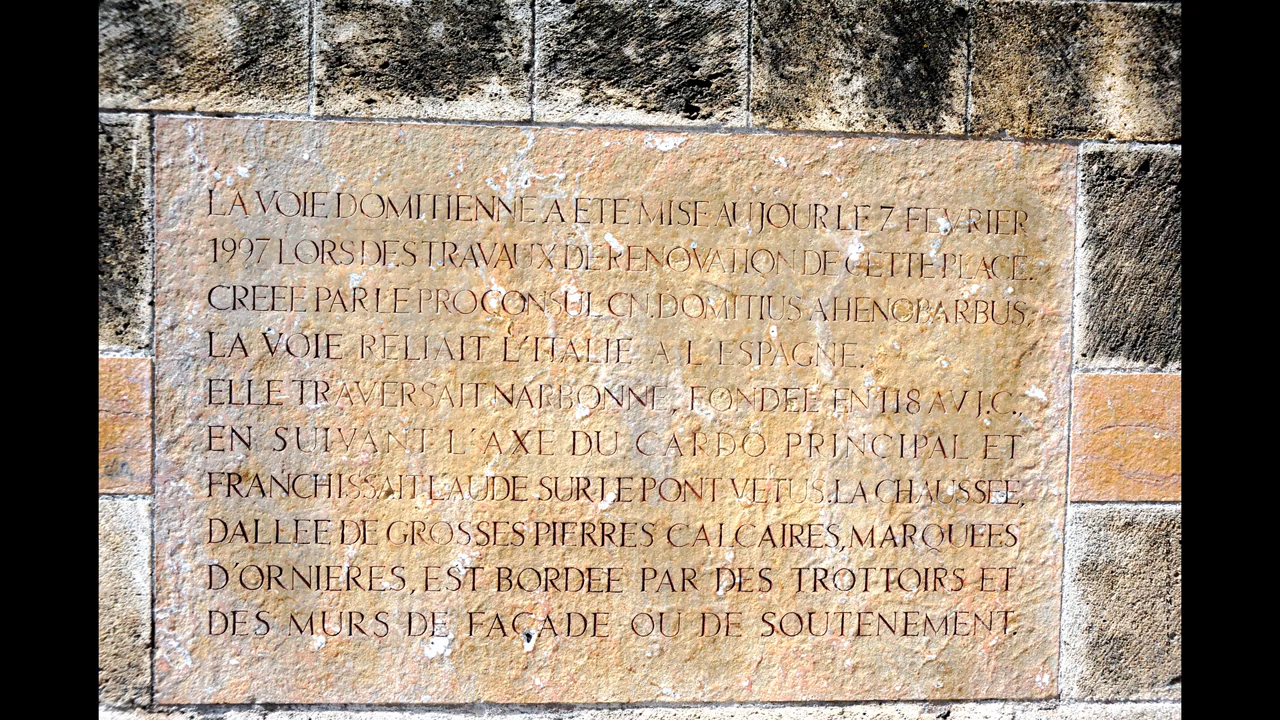 LA VOIE DOMITIENNE A ETE MISE AU JOUR LE 7 FEVRIER
1997 LORS DES TRAVAUX DE RENOVATION DE CETTE PLACE.
CREEE PAR LE PROCONSUL CN. DOMITIUS AHENOBARBUS,
LA VOIE RELIAIT L'ITALIE A L'ESPAGNE.
ELLE TRAVERSAIT NARBONNE, FONDEE EN 118 AV J.C.,
EN SUIVANT L'AXE DU CARDO PRINCIPAL ET
FRANCHISSAIT L'AUDE SUR LE PONT VETUS. LA CHAUSSEE,
DALLEE DE GROSSES PIERRES CALCAIRES, MARQUEES
D'ORNIERES, EST BORDEE PAR DES TROTTOIRS ET
DES MURS DE FAÇADE OU DE SOUTENEMENT.